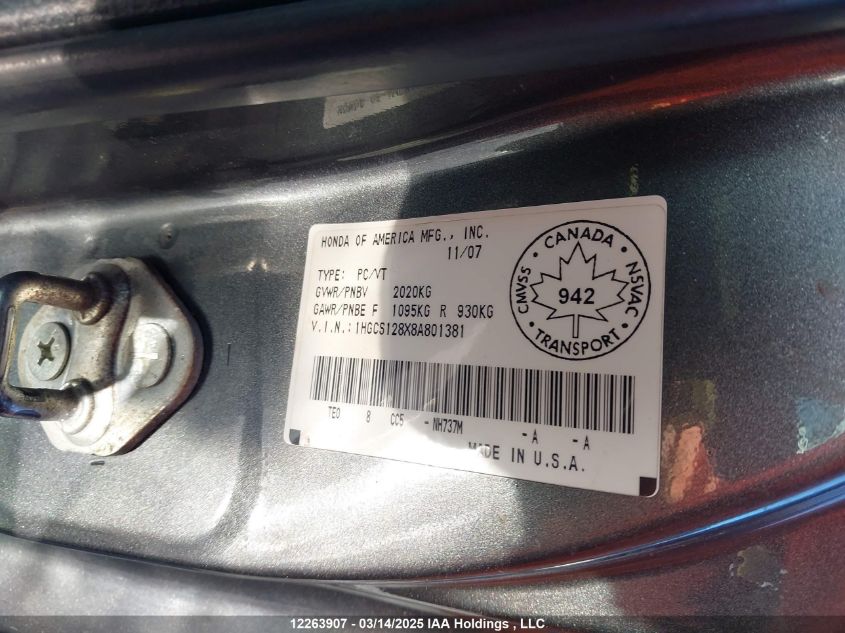 HONDA OF AMERICA MFG., INC.
11/07
TYPE: PC/VT
GVWR/PNBV 2020KG
GAWR/PNBE F 1095KG R 930KG
V.I.N.: 1HGCS128X8A801381
CANADA
CMVSS
NSVAC
942
TRANSPORT
TE0 8 CC5 - NH737M -A -A
MADE IN U.S.A.
12263907 - 03/14/2025 IAA Holdings , LLC